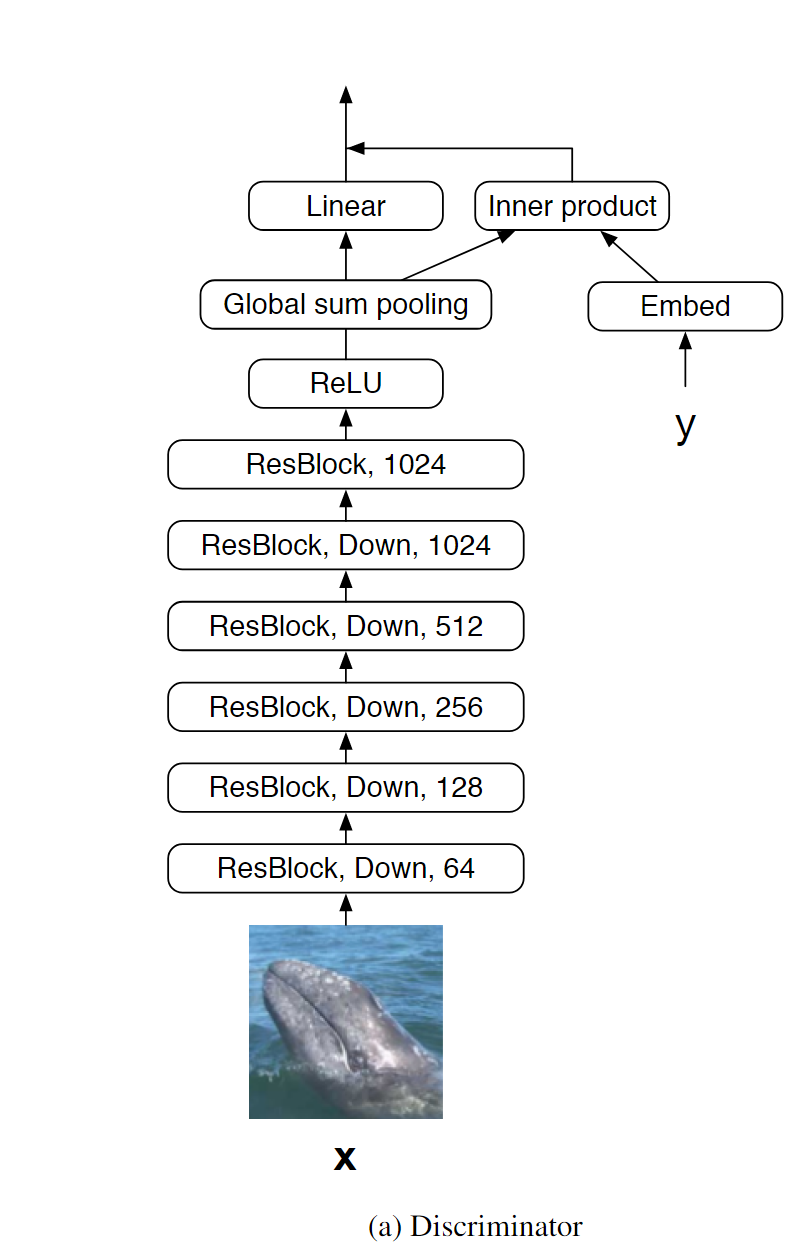 Linear
Inner product
Global sum pooling
Embed
ReLU
y
ResBlock, 1024
ResBlock, Down, 1024
ResBlock, Down, 512
ResBlock, Down, 256
ResBlock, Down, 128
ResBlock, Down, 64
x
(a) Discriminator